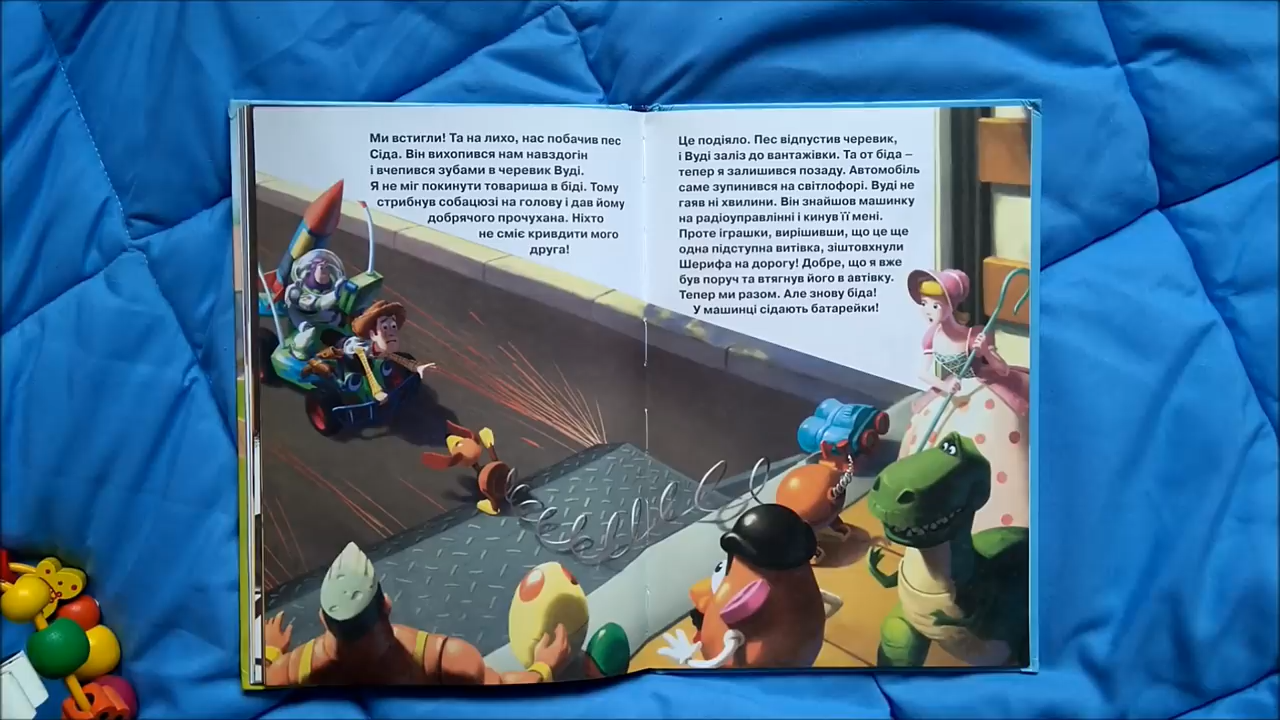 Ми встигли! Та на лихо, нас побачив пес
Сіда. Він вихопився нам навздогін
і вчепився зубами в черевик Вуді.
Я не міг покинути товариша в біді. Тому
стрибнув собацюзі на голову і дав йому
добрячого прочухана. Ніхто
не сміє кривдити мого
друга!
Це подіяло. Пес відпустив черевик,
і Вуді заліз до вантажівки. Та от біда –
тепер я залишився позаду. Автомобіль
саме зупинився на світлофорі. Вуді не
гаяв ні хвилини. Він знайшов машинку
на радіоуправлінні і кинув її мені.
Проте іграшки, вирішивши, що це ще
одна підступна витівка, зіштовхнули
Шерифа на дорогу! Добре, що я вже
був поруч та втягнув його в автівку.
Тепер ми разом. Але знову біда!
У машинці сідають батарейки!